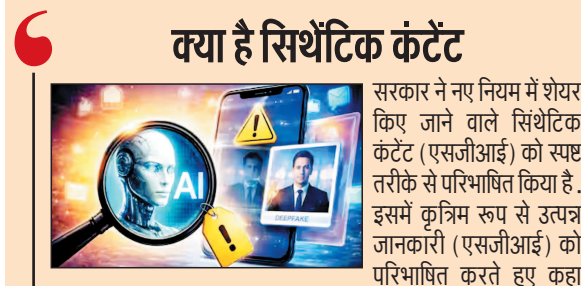 क्या है सिथेंटिक कंटेंट
सरकार ने नए नियम में शेयर
किए जाने वाले सिंथेटिक
कंटेंट (एसजीआई) को स्पष्ट
तरीके से परिभाषित किया है.
इसमें कृत्रिम रूप से उत्पन्न
जानकारी (एसजीआई) को
परिभाषित करते हुए कहा
AI
DEEPFAKE